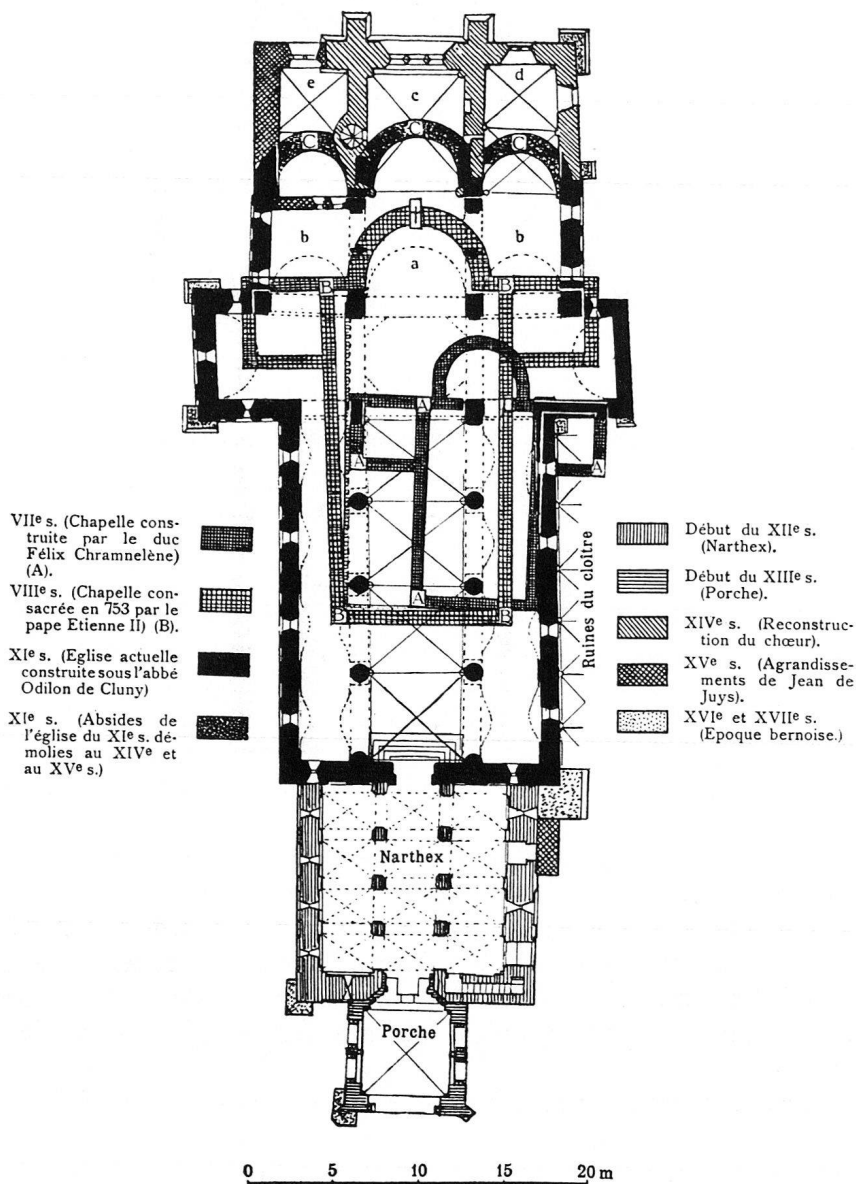 e
c
d
C
C
C
b
b
a
B
B
A
A
A
A
B
B
VIIe s. (Chapelle cons-
truite par le duc
Félix Chramnelène)
(A).
VIIIe s. (Chapelle con-
sacrée en 753 par le
pape Etienne II) (B).
XIe s. (Eglise actuelle
construite sous l'abbé
Odilon de Cluny)
XIe s. (Absides de
l'église du XIe s. dé-
molies au XIVe et
au XVe s.)
Ruines du cloître
Début du XIIe s.
(Narthex).
Début du XIIIe s.
(Porche).
XIVe s. (Reconstruc-
tion du chœur).
XVe s. (Agrandisse-
ments de Jean de
Juys).
XVIe et XVIIe s.
(Epoque bernoise.)
Narthex
Porche
0 5 10 15 20 m